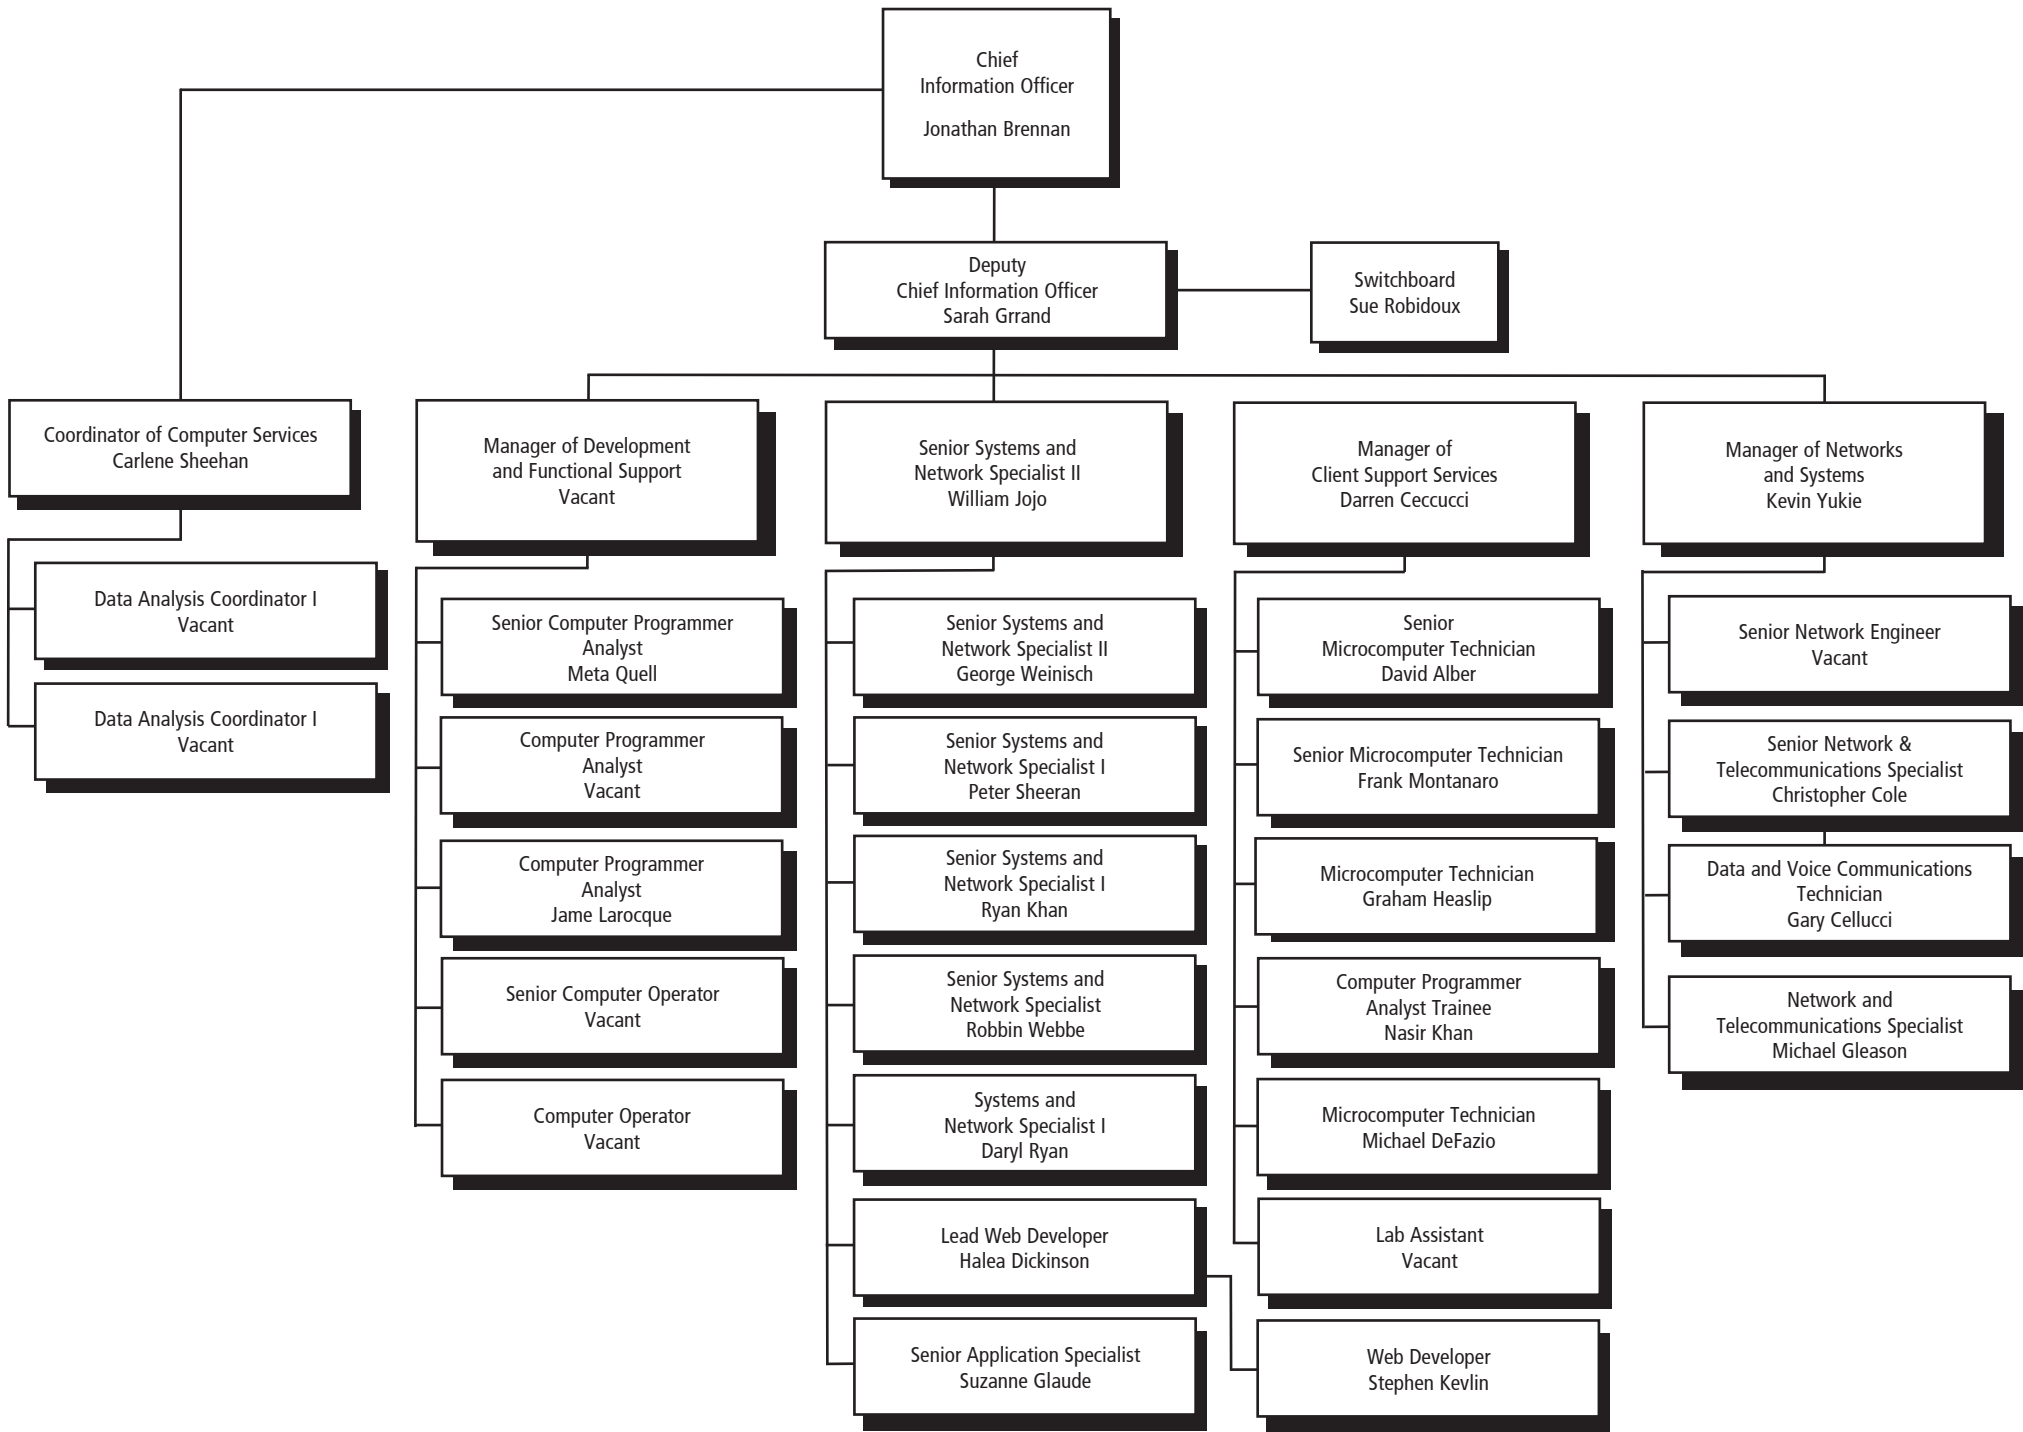 Chief
Information Officer
Jonathan Brennan
Deputy
Chief Information Officer
Sarah Grrand
Switchboard
Sue Robidoux
Coordinator of Computer Services
Carlene Sheehan
Data Analysis Coordinator I
Vacant
Data Analysis Coordinator I
Vacant
Manager of Development
and Functional Support
Vacant
Senior Computer Programmer
Analyst
Meta Quell
Computer Programmer
Analyst
Vacant
Computer Programmer
Analyst
Jame Larocque
Senior Computer Operator
Vacant
Computer Operator
Vacant
Senior Systems and
Network Specialist II
William Jojo
Senior Systems and
Network Specialist II
George Weinisch
Senior Systems and
Network Specialist I
Peter Sheeran
Senior Systems and
Network Specialist I
Ryan Khan
Senior Systems and
Network Specialist
Robbin Webbe
Systems and
Network Specialist I
Daryl Ryan
Lead Web Developer
Halea Dickinson
Senior Application Specialist
Suzanne Glaude
Manager of
Client Support Services
Darren Ceccucci
Senior
Microcomputer Technician
David Alber
Senior Microcomputer Technician
Frank Montanaro
Microcomputer Technician
Graham Heaslip
Computer Programmer
Analyst Trainee
Nasir Khan
Microcomputer Technician
Michael DeFazio
Lab Assistant
Vacant
Web Developer
Stephen Kevlin
Manager of Networks
and Systems
Kevin Yukie
Senior Network Engineer
Vacant
Senior Network &
Telecommunications Specialist
Christopher Cole
Data and Voice Communications
Technician
Gary Cellucci
Network and
Telecommunications Specialist
Michael Gleason